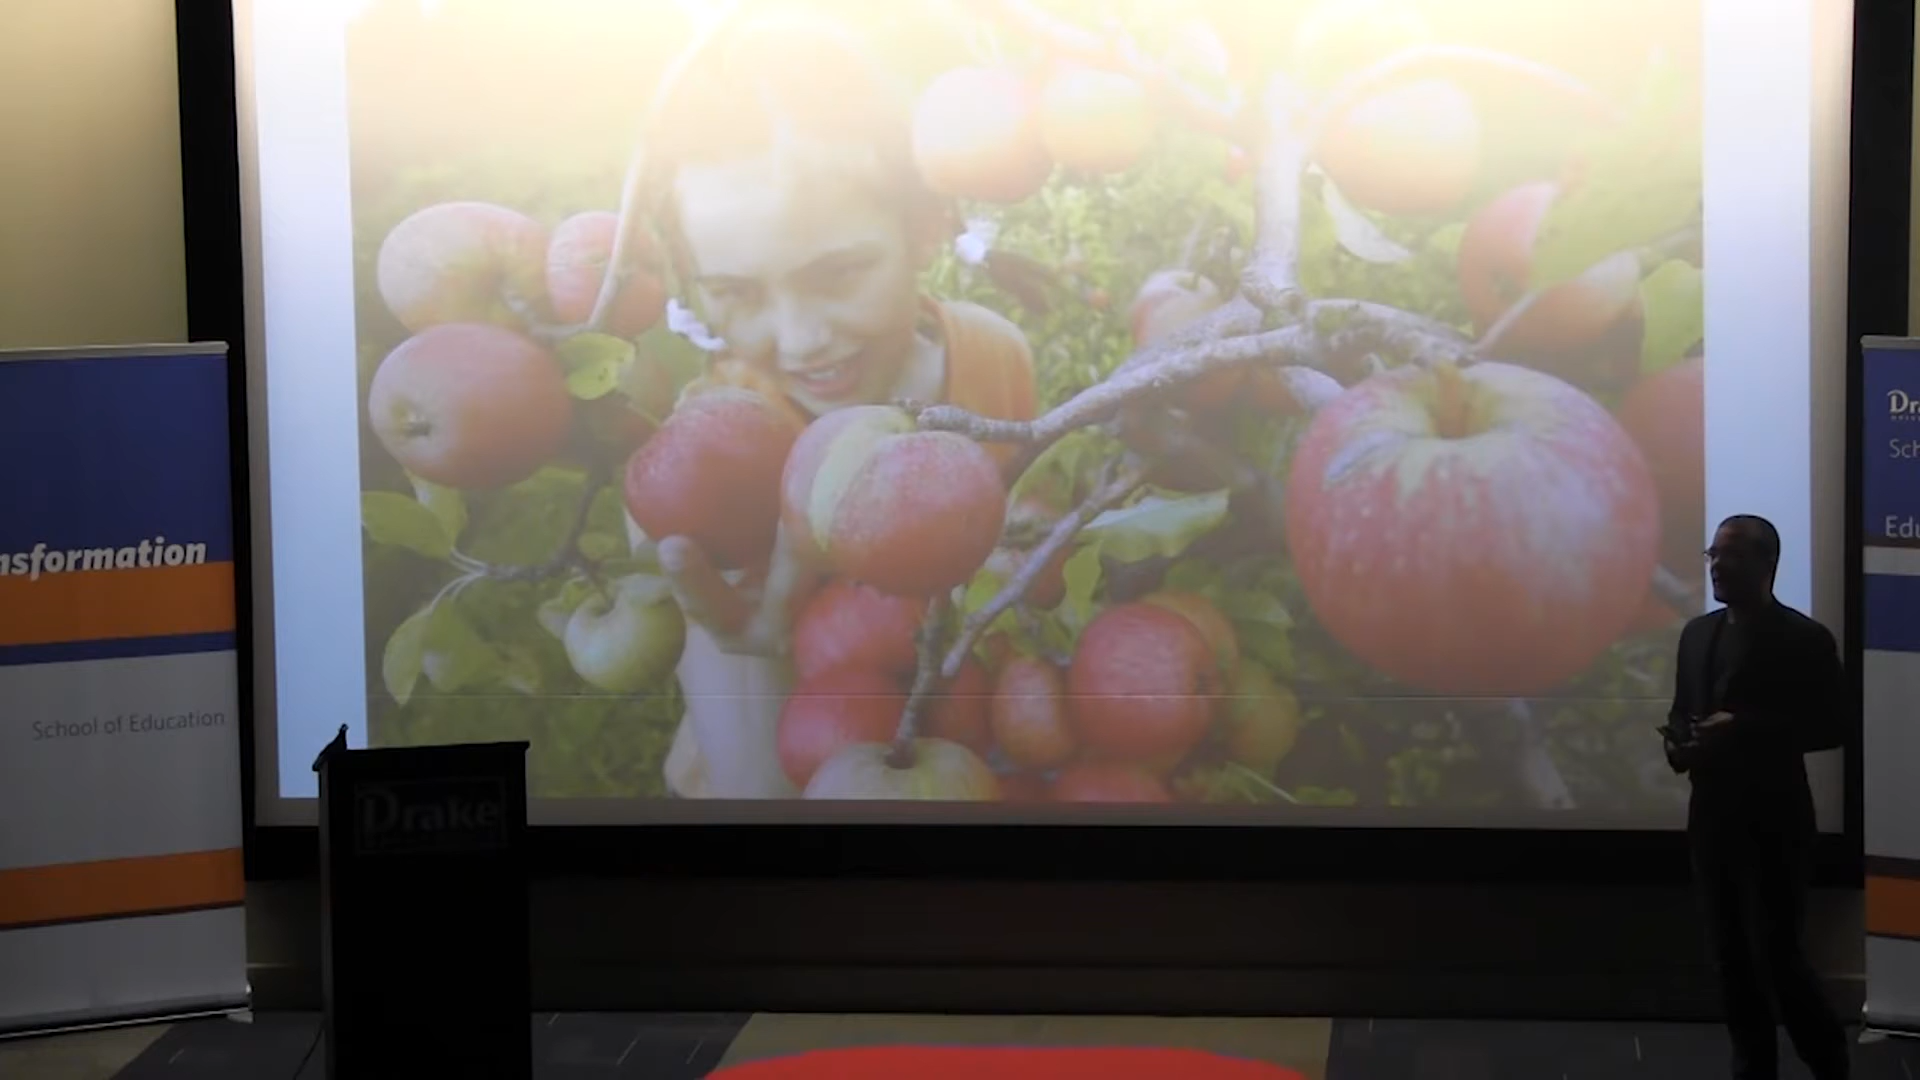 nsformation
School of Education
Drake
Dr
Sch
Edu